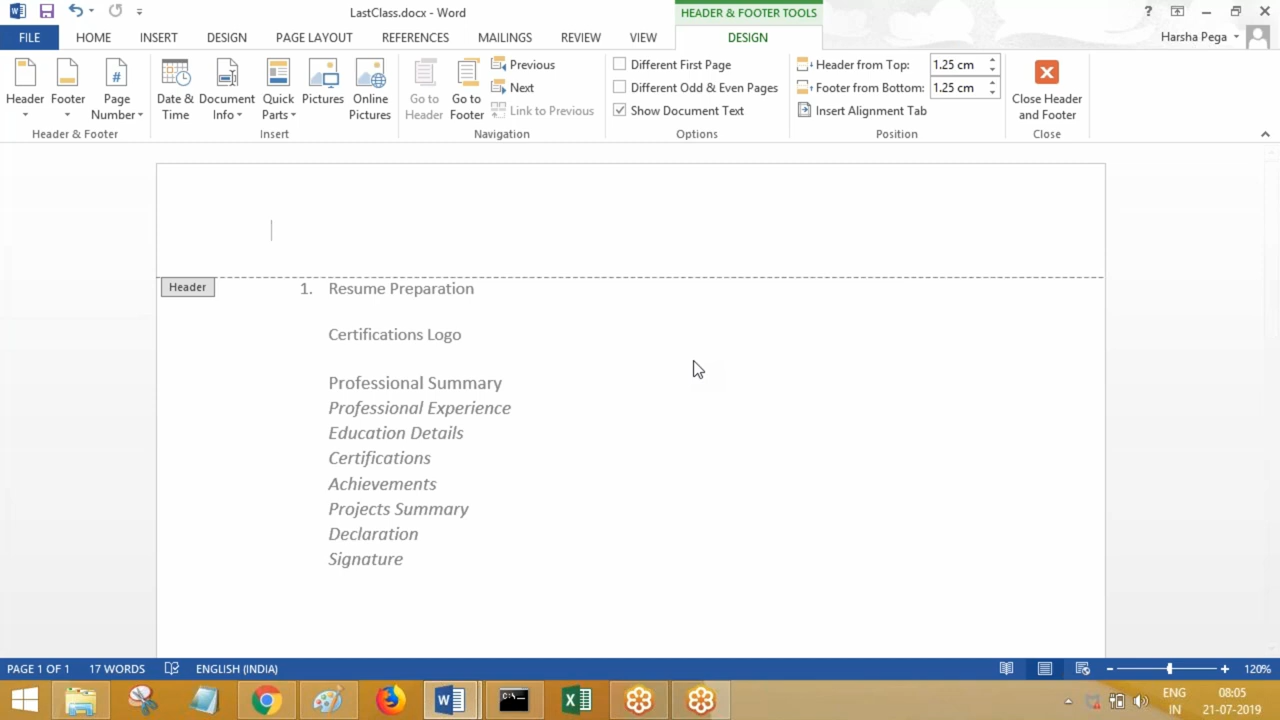 LastClass.docx - Word
HEADER & FOOTER TOOLS
?
FILE HOME INSERT DESIGN PAGE LAYOUT REFERENCES MAILINGS REVIEW VIEW DESIGN Harsha Pega
Header
Footer
Page Number
Header & Footer
Date & Time
Document Info
Quick Parts
Pictures
Online Pictures
Insert
Go to Header
Go to Footer
Previous
Next
Link to Previous
Navigation
Different First Page
Different Odd & Even Pages
Show Document Text
Options
Header from Top: 1.25 cm
Footer from Bottom: 1.25 cm
Insert Alignment Tab
Position
Close Header and Footer
Close
Header
1. Resume Preparation
Certifications Logo
Professional Summary
Professional Experience
Education Details
Certifications
Achievements
Projects Summary
Declaration
Signature
PAGE 1 OF 1 17 WORDS ENGLISH (INDIA) 120%
ENG 08:05
IN 21-07-2019